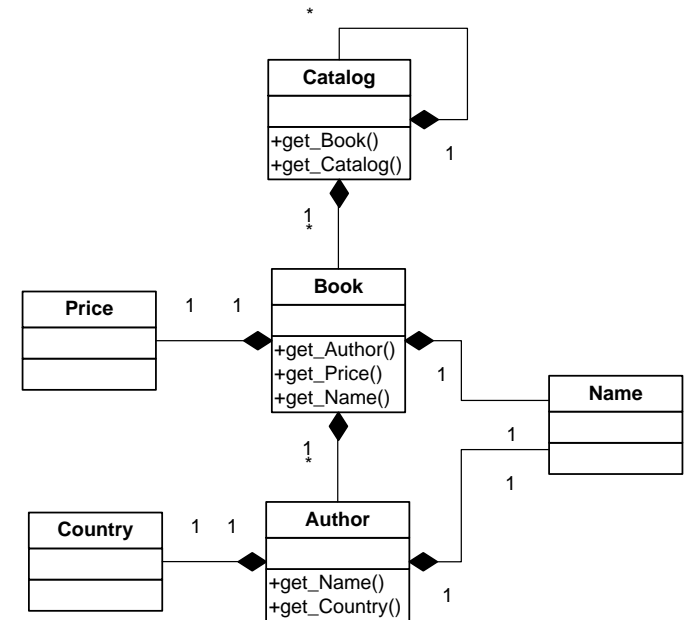 *
Catalog
+get_Book()
+get_Catalog()
1
1
*
Book
Price
1 1
+get_Author()
+get_Price()
+get_Name()
1
Name
1
1
*
1
Author
Country
1 1
+get_Name()
+get_Country()
1